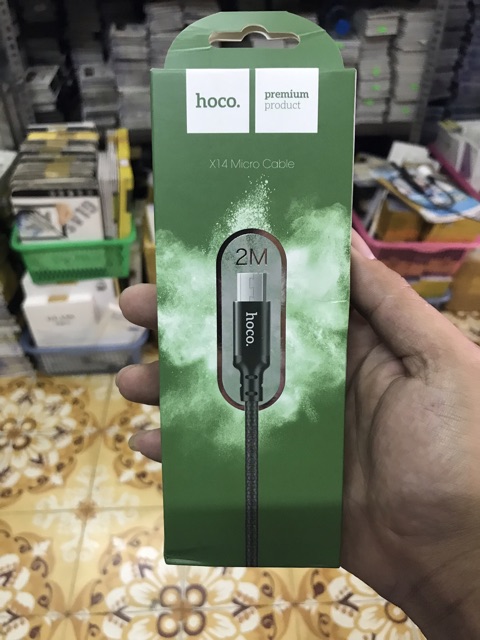 hoco.
premium
product
X14 Micro Cable
2M
hoco.